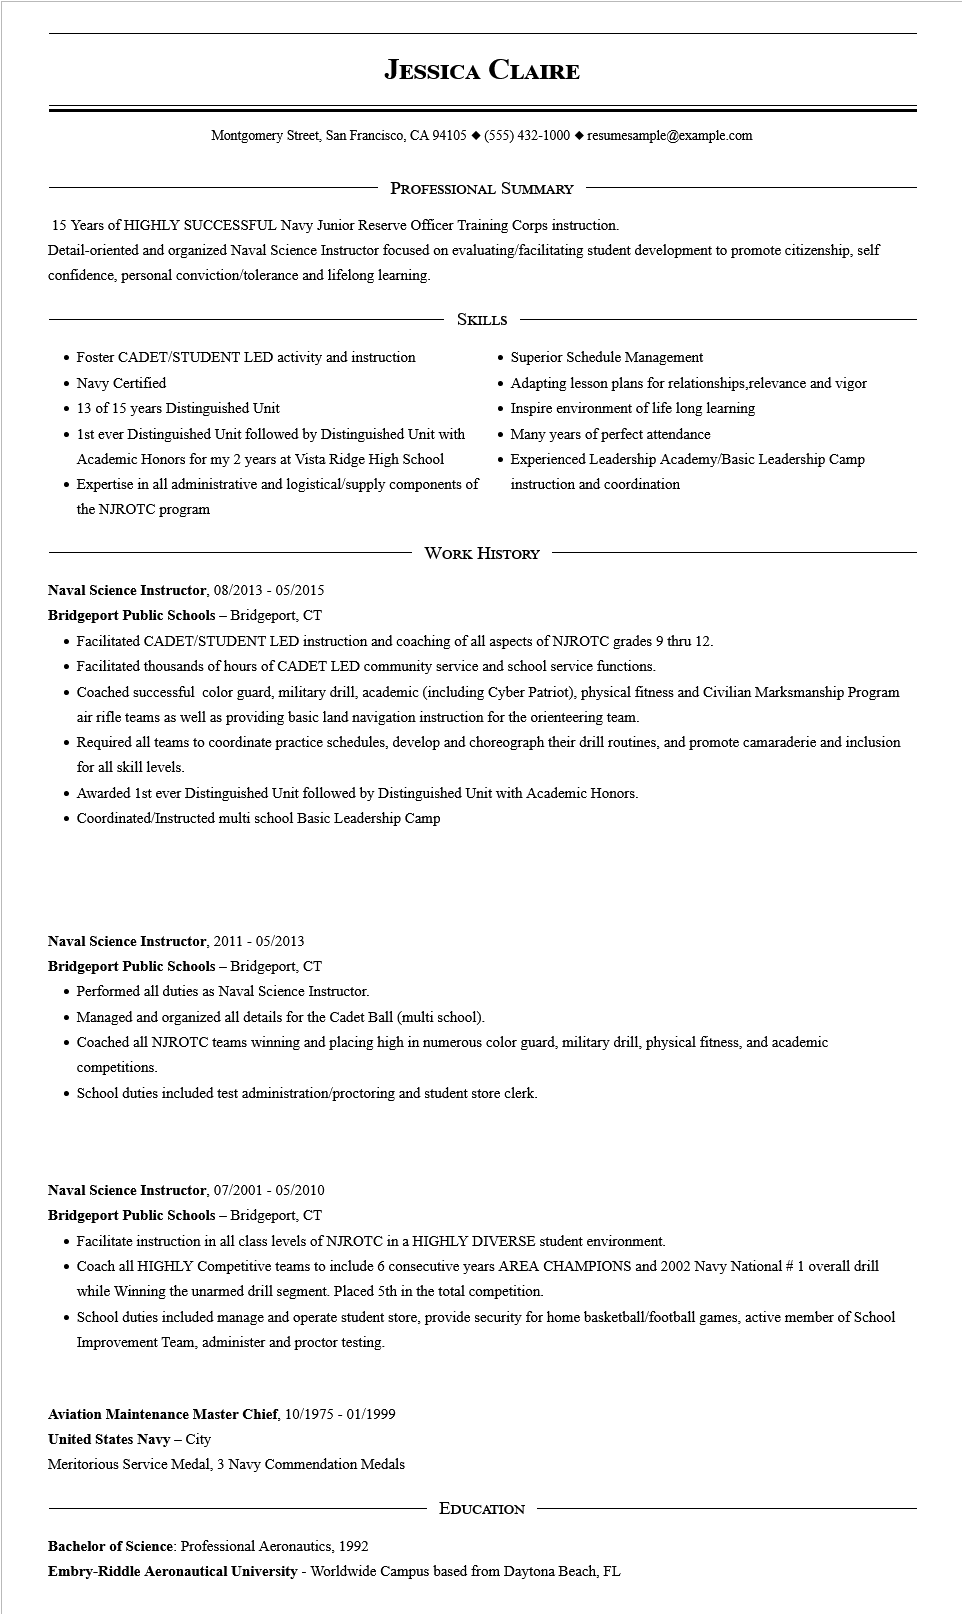 Jessica Claire
Montgomery Street, San Francisco, CA 94105 ◆ (555) 432-1000 ◆ resumesample@example.com
Professional Summary
15 Years of HIGHLY SUCCESSFUL Navy Junior Reserve Officer Training Corps instruction.
Detail-oriented and organized Naval Science Instructor focused on evaluating/facilitating student development to promote citizenship, self
confidence, personal conviction/tolerance and lifelong learning.
Skills
• Foster CADET/STUDENT LED activity and instruction
• Navy Certified
• 13 of 15 years Distinguished Unit
• 1st ever Distinguished Unit followed by Distinguished Unit with
Academic Honors for my 2 years at Vista Ridge High School
• Expertise in all administrative and logistical/supply components of
the NJROTC program
• Superior Schedule Management
• Adapting lesson plans for relationships,relevance and vigor
• Inspire environment of life long learning
• Many years of perfect attendance
• Experienced Leadership Academy/Basic Leadership Camp
instruction and coordination
Work History
Naval Science Instructor, 08/2013 - 05/2015
Bridgeport Public Schools – Bridgeport, CT
• Facilitated CADET/STUDENT LED instruction and coaching of all aspects of NJROTC grades 9 thru 12.
• Facilitated thousands of hours of CADET LED community service and school service functions.
• Coached successful  color guard, military drill, academic (including Cyber Patriot), physical fitness and Civilian Marksmanship Program
air rifle teams as well as providing basic land navigation instruction for the orienteering team.
• Required all teams to coordinate practice schedules, develop and choreograph their drill routines, and promote camaraderie and inclusion
for all skill levels.
• Awarded 1st ever Distinguished Unit followed by Distinguished Unit with Academic Honors.
• Coordinated/Instructed multi school Basic Leadership Camp
Naval Science Instructor, 2011 - 05/2013
Bridgeport Public Schools – Bridgeport, CT
• Performed all duties as Naval Science Instructor.
• Managed and organized all details for the Cadet Ball (multi school).
• Coached all NJROTC teams winning and placing high in numerous color guard, military drill, physical fitness, and academic
competitions.
• School duties included test administration/proctoring and student store clerk.
Naval Science Instructor, 07/2001 - 05/2010
Bridgeport Public Schools – Bridgeport, CT
• Facilitate instruction in all class levels of NJROTC in a HIGHLY DIVERSE student environment.
• Coach all HIGHLY Competitive teams to include 6 consecutive years AREA CHAMPIONS and 2002 Navy National # 1 overall drill
while Winning the unarmed drill segment. Placed 5th in the total competition.
• School duties included manage and operate student store, provide security for home basketball/football games, active member of School
Improvement Team, administer and proctor testing.
Aviation Maintenance Master Chief, 10/1975 - 01/1999
United States Navy – City
Meritorious Service Medal, 3 Navy Commendation Medals
Education
Bachelor of Science: Professional Aeronautics, 1992
Embry-Riddle Aeronautical University - Worldwide Campus based from Daytona Beach, FL